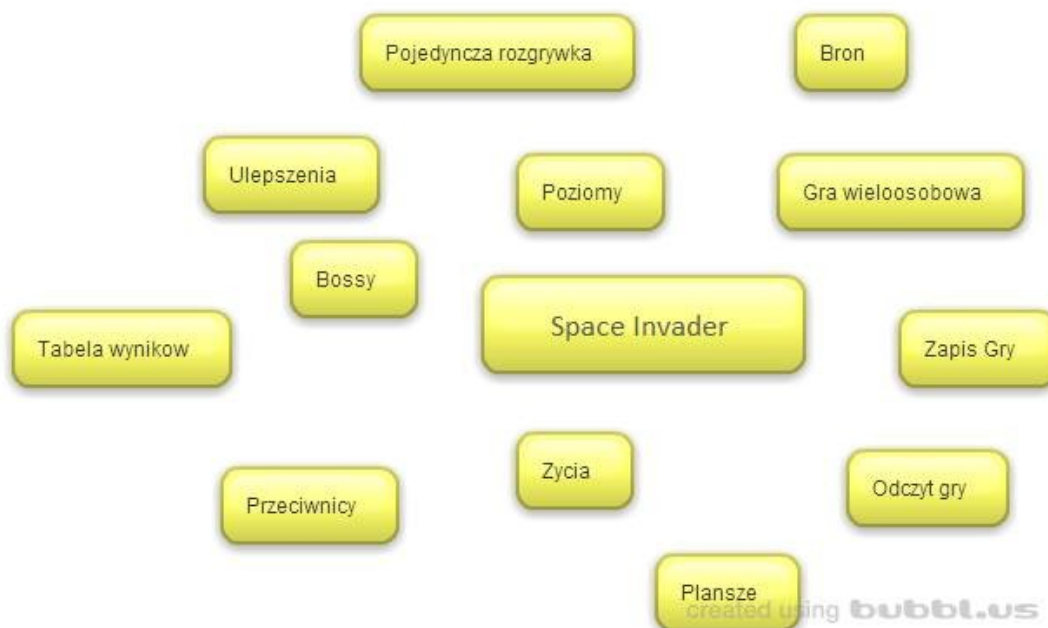 Pojedyncza rozgrywka
Bron
Ulepszenia
Poziomy
Gra wieloosobowa
Bossy
Space Invader
Tabela wynikow
Zapis Gry
Zycia
Przeciwnicy
Odczyt gry
Plansze
created using bubbl.us